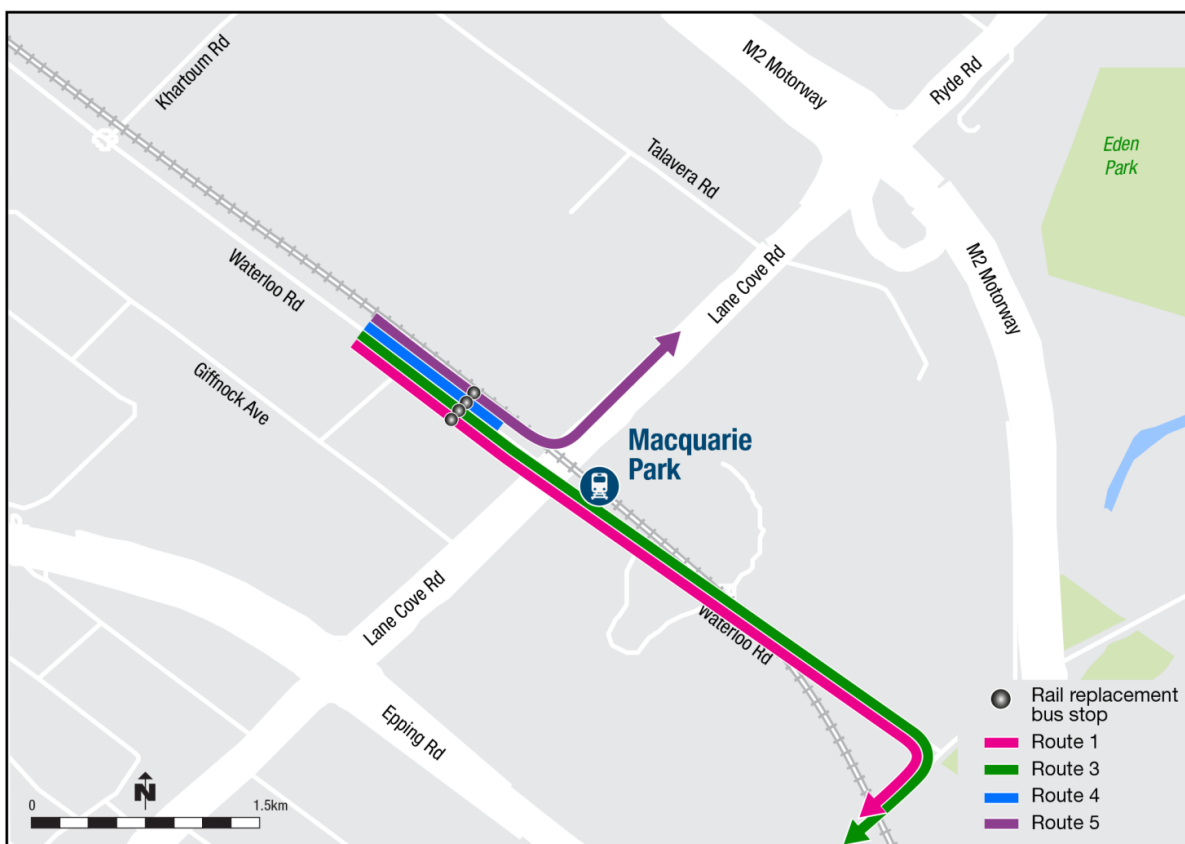 Khartoum Rd
M2 Motorway
Ryde Rd
Eden
Park
Talavera Rd
Waterloo Rd
Lane Cove Rd
M2 Motorway
Giffnock Ave
Macquarie
Park
Lane Cove Rd
Waterloo Rd
Epping Rd
Rail replacement
bus stop
Route 1
Route 3
Route 4
Route 5
N
0
1.5km